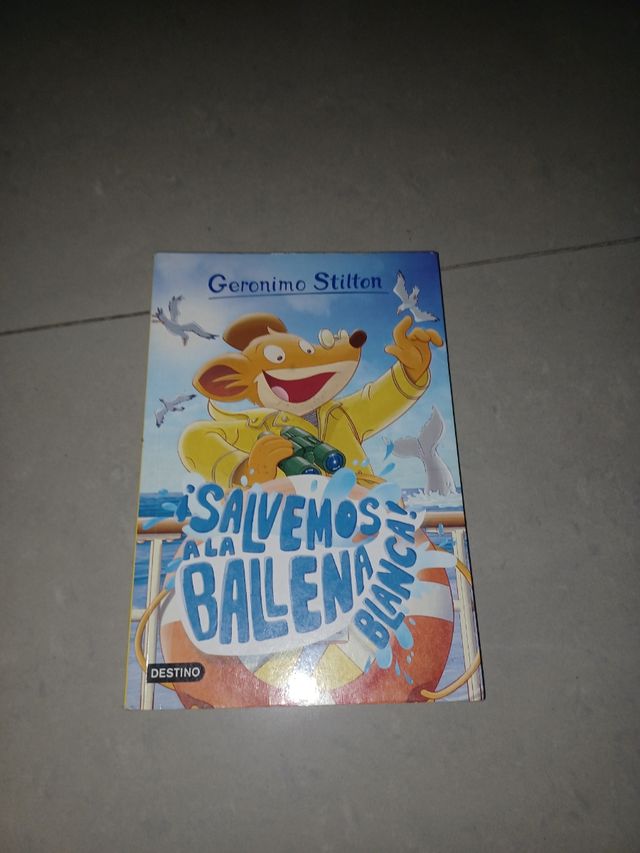 Geronimo Stilton
¡SALVEMOS
A LA
BALLENA
BLANCA!
DESTINO